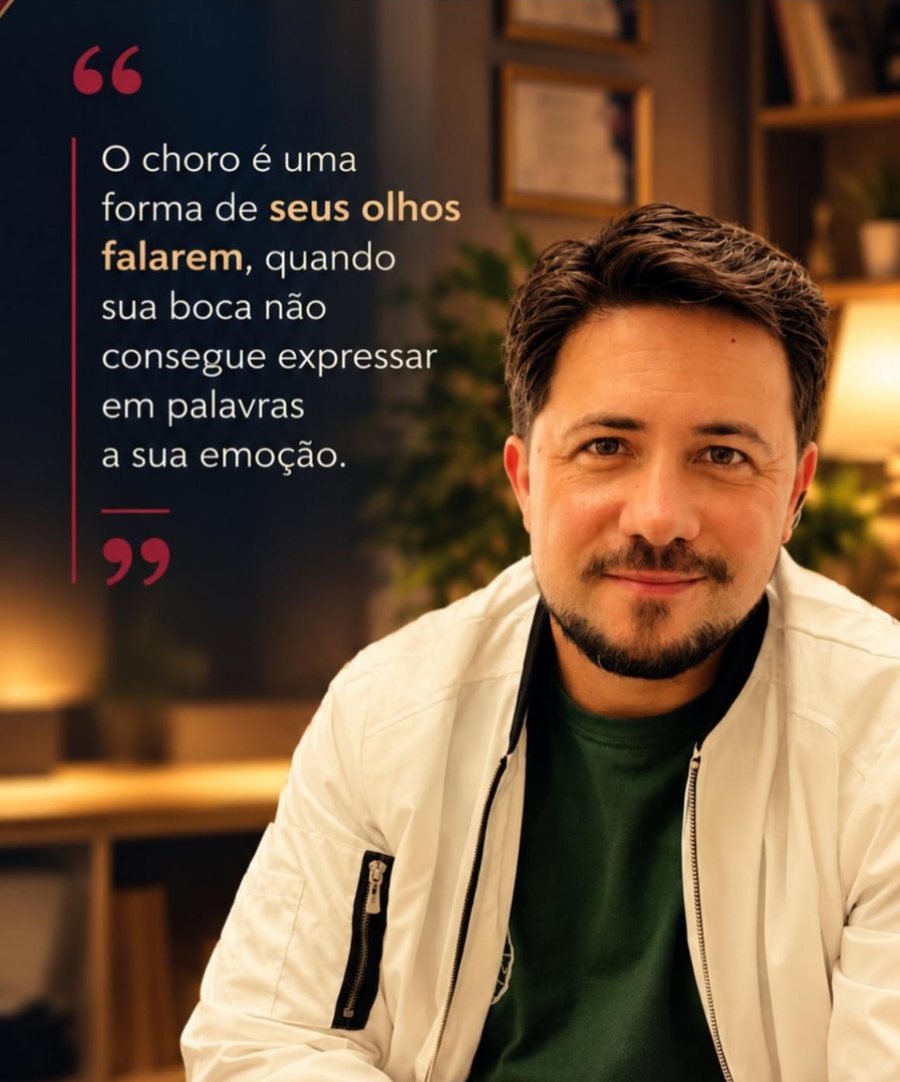 “
O choro é uma
forma de seus olhos
falarem, quando
sua boca não
consegue expressar
em palavras
a sua emoção.
”